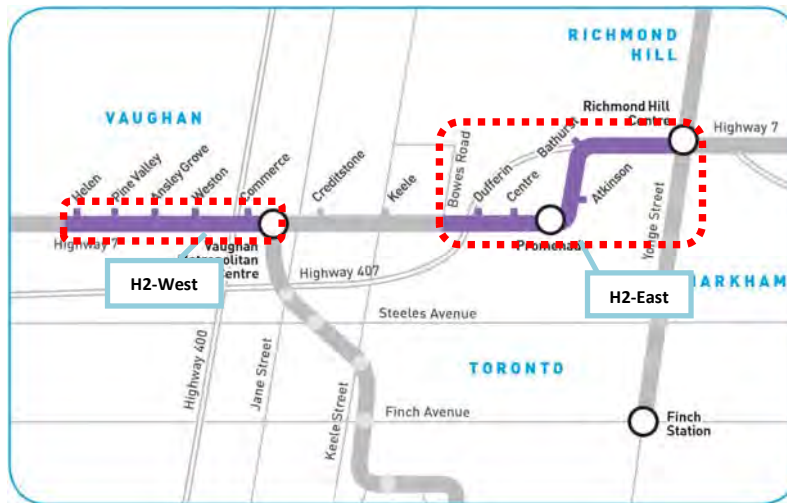 RICHMOND
HILL
Richmond Hill
Centre
Highway 7
VAUGHAN
Helen
Pine Valley
Ansley Grove
Weston
Commerce
Creditstone
Keele
Bowes Road
Dufferin
Centre
Bathurst
Atkinson
Highway 7
Vaughan
Centre
Yonge Street
H2-West
Highway 407
H2-East
Steeles Avenue
TORONTO
Highway 400
Jane Street
Keele Street
Finch Avenue
Finch
Station